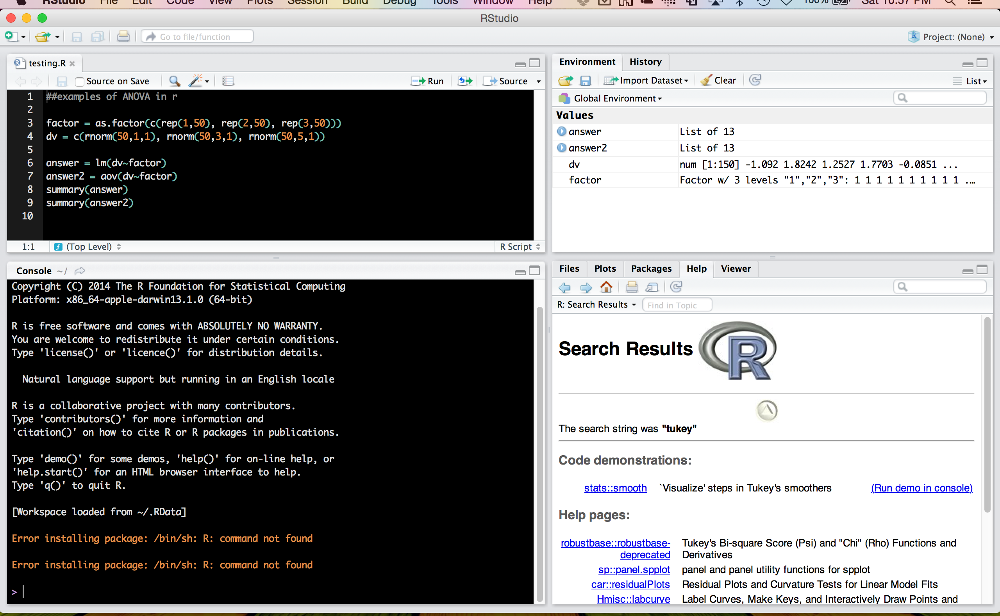 RStudio File Edit Code View Plots Session Build Debug Tools Window Help 100% Sat 10:57 PM
RStudio
Go to file/function
Project: (None)
testing.R
Source on Save
Run
Source
1 ##examples of ANOVA in r
2
3 factor = as.factor(c(rep(1,50), rep(2,50), rep(3,50)))
4 dv = c(rnorm(50,1,1), rnorm(50,3,1), rnorm(50,5,1))
5
6 answer = lm(dv~factor)
7 answer2 = aov(dv~factor)
8 summary(answer)
9 summary(answer2)
10
1:1 (Top Level) R Script
Console ~/
Copyright (C) 2014 The R Foundation for Statistical Computing
Platform: x86_64-apple-darwin13.1.0 (64-bit)
R is free software and comes with ABSOLUTELY NO WARRANTY.
You are welcome to redistribute it under certain conditions.
Type 'license()' or 'licence()' for distribution details.
Natural language support but running in an English locale
R is a collaborative project with many contributors.
Type 'contributors()' for more information and
'citation()' on how to cite R or R packages in publications.
Type 'demo()' for some demos, 'help()' for on-line help, or
'help.start()' for an HTML browser interface to help.
Type 'q()' to quit R.
[Workspace loaded from ~/.RData]
Error installing package: /bin/sh: R: command not found
Error installing package: /bin/sh: R: command not found
>
Environment History
Import Dataset Clear List
Global Environment
Values
answer List of 13
answer2 List of 13
dv num [1:150] -1.092 1.8242 1.2527 1.7703 -0.0851 ...
factor Factor w/ 3 levels "1","2","3": 1 1 1 1 1 1 1 1 1 1 ...
Files Plots Packages Help Viewer
R: Search Results Find in Topic
Search Results R
The search string was "tukey"
Code demonstrations:
stats::smooth `Visualize' steps in Tukey's smoothers (Run demo in console)
Help pages:
robustbase::robustbase- Tukey's Bi-square Score (Psi) and "Chi" (Rho) Functions and
deprecated Derivatives
sp::panel.spplot panel and panel utility functions for spplot
car::residualPlots Residual Plots and Curvature Tests for Linear Model Fits
Hmisc::labcurve Label Curves, Make Keys, and Interactively Draw Points and